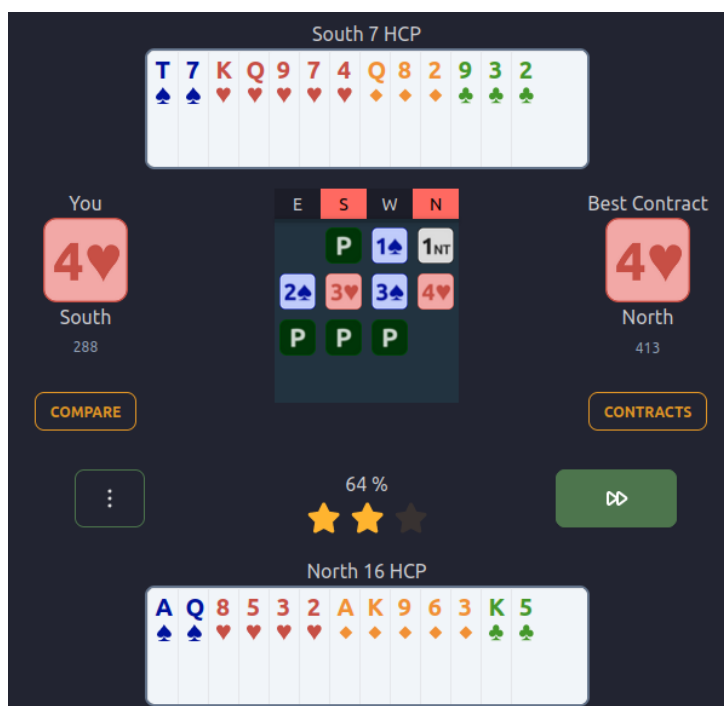 South 7 HCP
T 7 K Q 9 7 4 Q 8 2 9 3 2
♠ ♠ ♥ ♥ ♥ ♥ ♥ ♦ ♦ ♦ ♣ ♣ ♣
You
4♥
South
288
COMPARE
E S W N
P 1♠ 1NT
2♠ 3♥ 3♠ 4♥
P P P
Best Contract
4♥
North
413
CONTRACTS
64 %
North 16 HCP
A Q 8 5 3 2 A K 9 6 3 K 5
♠ ♠ ♥ ♥ ♥ ♥ ♦ ♦ ♦ ♦ ♦ ♣ ♣